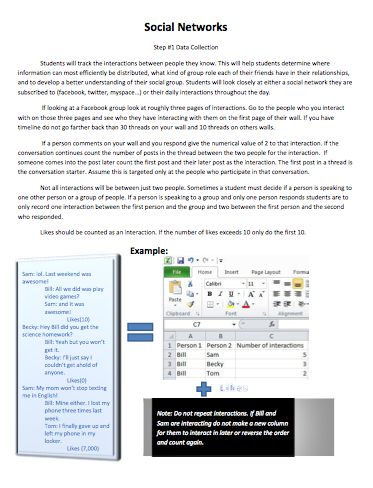 Social Networks
Step #1 Data Collection
Students will track the interactions between people they know. This will help students determine where
information can most efficiently be distributed, what kind of group role each of their friends have in their relationships,
and to develop a better understanding of their social group. Students will look closely at either a social network they are
subscribed to (facebook, twitter, myspace...) or their daily interactions throughout the day.
If looking at a Facebook group look at roughly three pages of interactions. Go to the people who you interact
with on those three pages and see who they have interacting with them on the first page of their wall. If you have
timeline do not go farther back than 30 threads on your wall and 10 threads on others walls.
If a person comments on your wall and you respond give the numerical value of 2 to that interaction. If the
conversation continues count the number of posts in the thread between the two people for the interaction. If
someone comes into the post later count the first post and their later post as the interaction. The first post in a thread is
the conversation starter. Assume this is targeted only at the people who participate in that conversation.
Not all interactions will be between just two people. Sometimes a student must decide if a person is speaking to
one other person or a group of people. If a person is speaking to a group and only one person responds students are to
only record one interaction between the first person and the group and two between the first person and the second
who responded.
Likes should be counted as an interaction. If the number of likes exceeds 10 only do the first 10.
Example:
Sam: lol. Last weekend was
awesome!
Bill: All we did was play
video games?
Sam: and it was
awesome!
Likes(10)
Becky: Hey Bill did you get the
science homework?
Bill: Yeah but you won't
get it.
Becky: I'll just say I
couldn't get ahold of
anyone.
Likes(0)
Sam: My mom won't stop texting
me in English!
Bill: Mine either. I lost my
phone three times last
week.
Tom: I finally gave up and
left my phone in my
locker.
Likes (7,000)
File Home Insert Page Layout Formu
Calibri 11
Paste
B I U
Clipboard Font Alignment
C7 fx
A B C
1 Person 1 Person 2 Number of interactions
2 Bill Sam 5
3 Bill Becky 3
4 Bill Tom 2
Likes
Note: Do not repeat interactions. If Bill and
Sam are interacting do not make a new column
for them to interact in later or reverse the order
and count again.